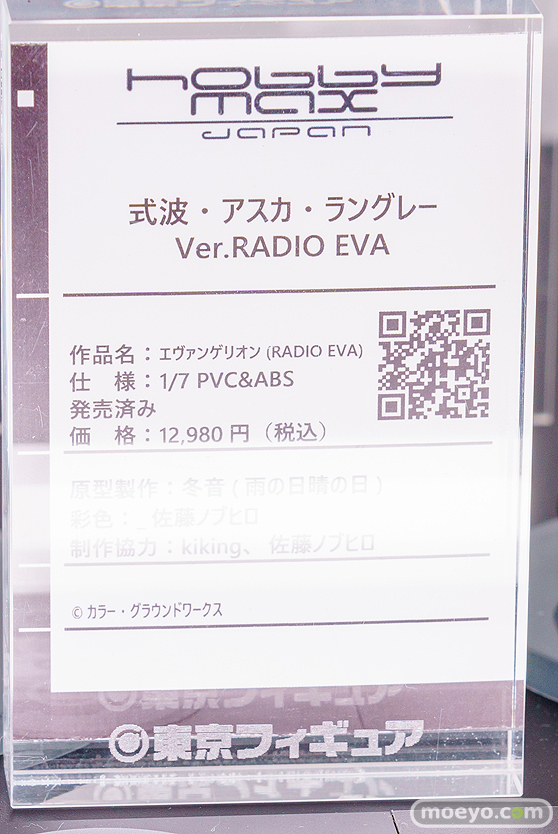 hobby
max
JAPAN
式波・アスカ・ラングレー
Ver.RADIO EVA
作品名：エヴァンゲリオン (RADIO EVA)
仕　様：1/7 PVC&ABS
発売済み
価　格：12,980 円（税込）
原型製作：冬音 ( 雨の日晴の日 )
彩色：_ 佐藤ノブヒロ
制作協力：kiking、 佐藤ノブヒロ
© カラー・グラウンドワークス
東京フィギュア
moeyo.com